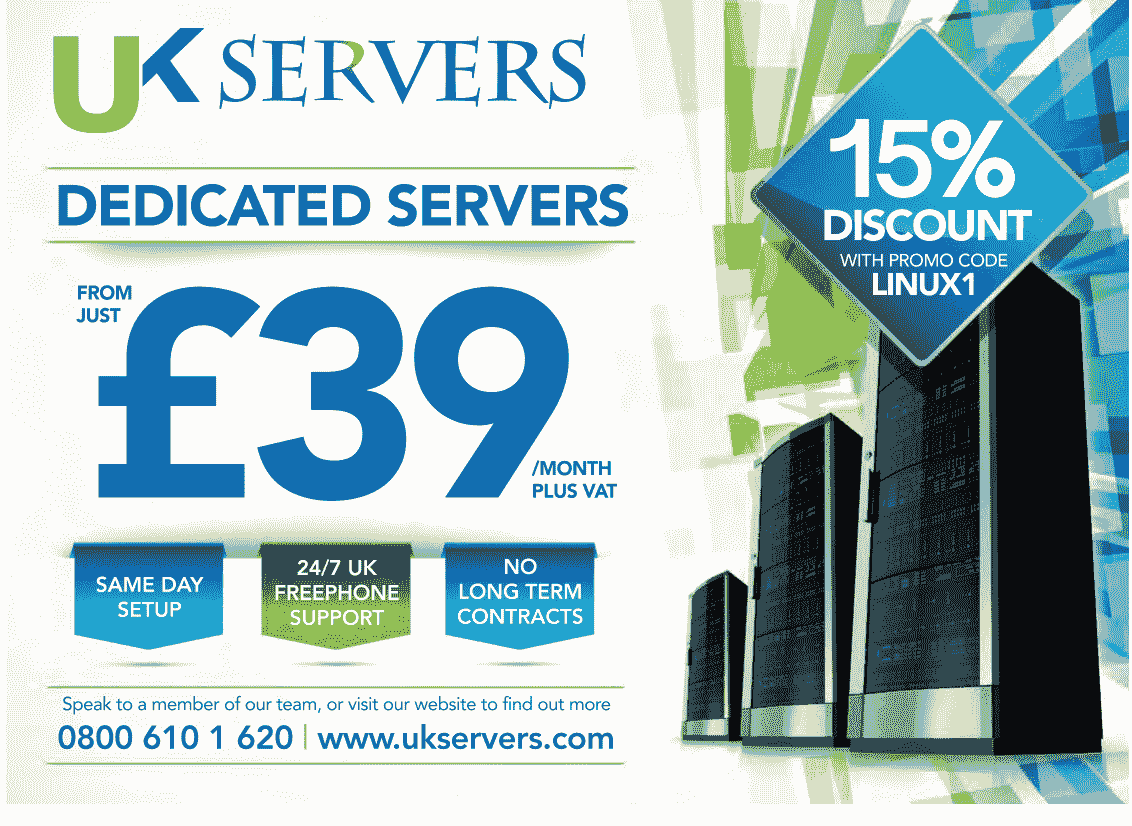 UK SERVERS
DEDICATED SERVERS
FROM
JUST
£39
/MONTH
PLUS VAT
SAME DAY
SETUP
24/7 UK
FREEPHONE
SUPPORT
NO
LONG TERM
CONTRACTS
Speak to a member of our team, or visit our website to find out more
0800 610 1 620 | www.ukservers.com
15%
DISCOUNT
WITH PROMO CODE
LINUX1